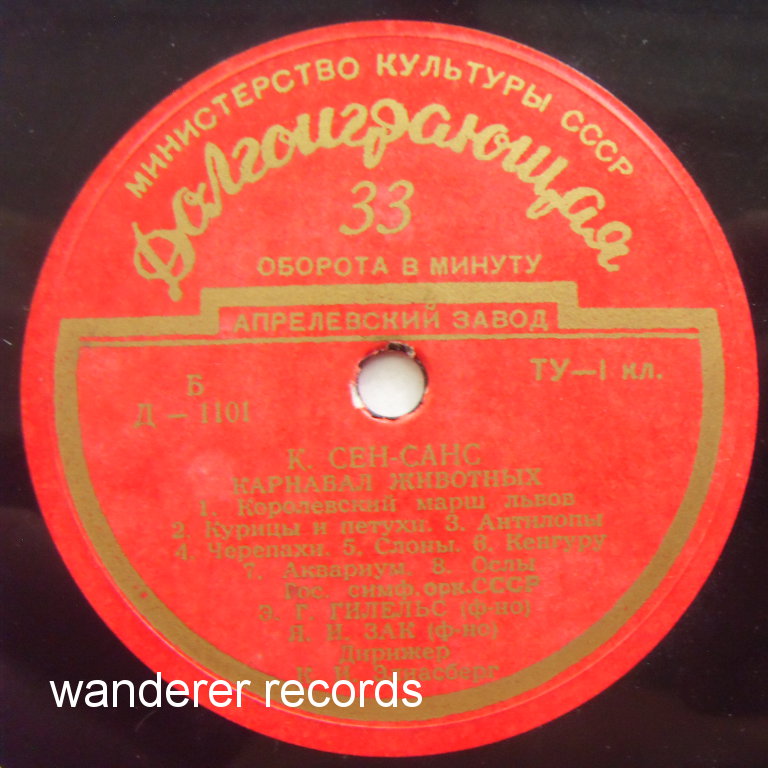 МИНИСТЕРСТВО КУЛЬТУРЫ СССР
Долгоиграющая
33
ОБОРОТА В МИНУТУ
АПРЕЛЕВСКИЙ ЗАВОД
Б
Д — 1101
ТУ—1 кл.
К. СЕН-САНС
КАРНАВАЛ ЖИВОТНЫХ
1. Королевский марш львов
2. Курицы и петухи. 3. Антилопы
4. Черепахи. 5. Слоны. 6. Кенгуру
7. Аквариум. 8. Ослы
Гос. симф. орк. СССР
Э. Г. ГИЛЕЛЬС (ф-но)
Я. И. ЗАК (ф-но)
Дирижер
К. И. Элиасберг
wanderer records